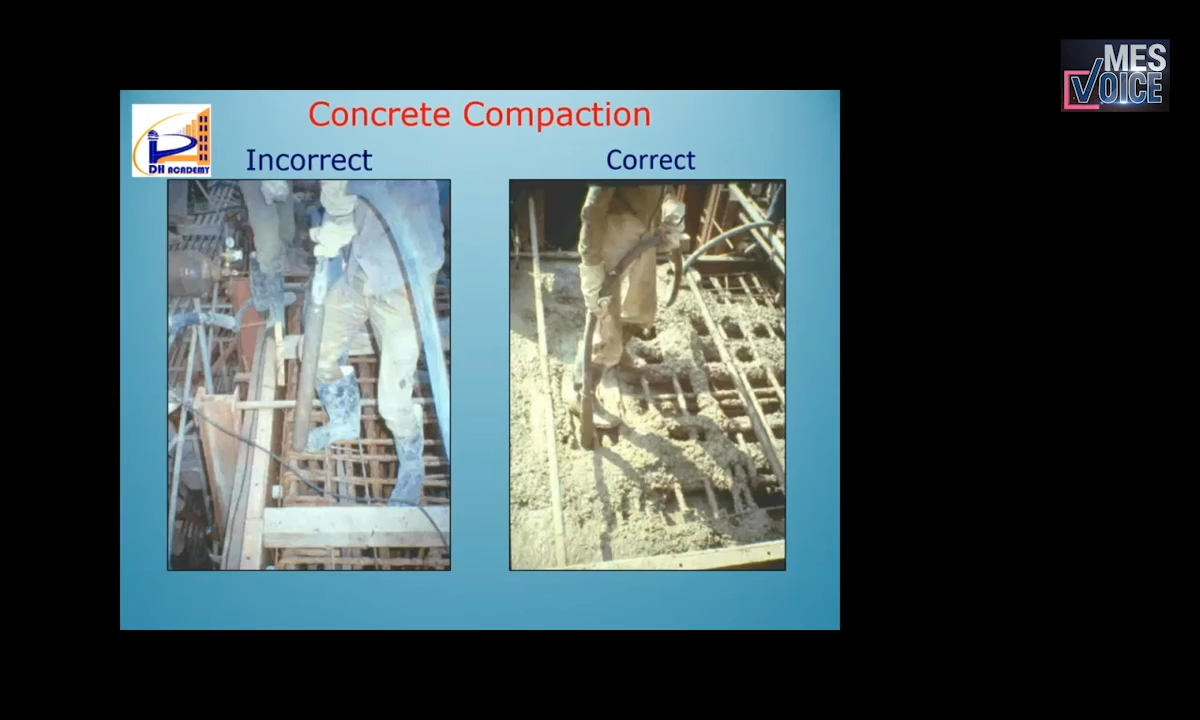 MES
VOICE
Concrete Compaction
DH ACADEMY
Incorrect
Correct